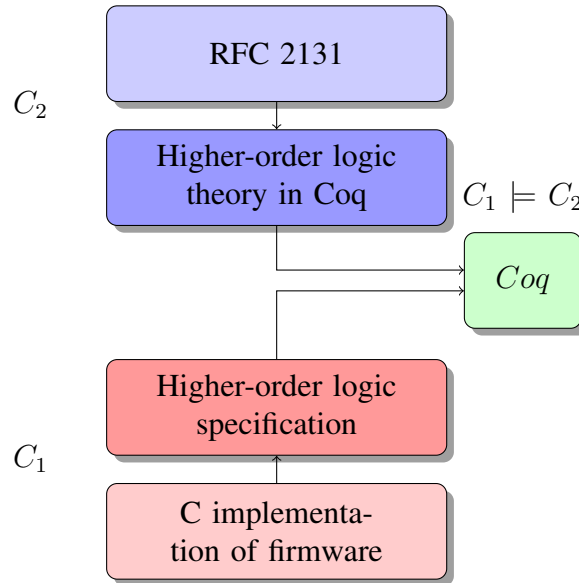 RFC 2131
C₂
Higher-order logic
theory in Coq
C₁ ⊨ C₂
Coq
Higher-order logic
specification
C₁
C implementa-
tion of firmware